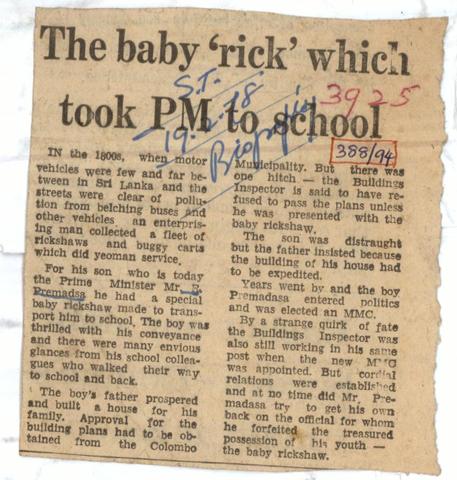 The baby 'rick' which
took PM to school
S.T.
19. .78
3925
388/94
IN the 1800s, when motor
vehicles were few and far be-
tween in Sri Lanka and the
streets were clear of pollu-
tion from belching buses and
other vehicles an enterpris-
ing man collected a fleet of
rickshaws and buggy carts
which did yeoman service.
For his son who is today
the Prime Minister Mr. R.
Premadsa he had a special
baby rickshaw made to trans-
port him to school. The boy was
thrilled with his conveyance
and there were many envious
glances from his school collea-
gues who walked their way
to school and back.
The boy's father prospered
and built a house for his
family. Approval for the
building plans had to be ob-
tained from the Colombo
Municipality. But there was
one hitch — the Buildings
Inspector is said to have re-
fused to pass the plans unless
he was presented with the
baby rickshaw.
The son was distraught
but the father insisted because
the building of his house had
to be expedited.
Years went by and the boy
Premadasa entered politics
and was elected an MMC.
By a strange quirk of fate
the Buildings Inspector was
also still working in his same
post when the new MMC
was appointed. But cordial
relations were established
and at no time did Mr. Pre-
madasa try to get his own
back on the official for whom
he forfeited the treasured
possession of his youth —
the baby rickshaw.